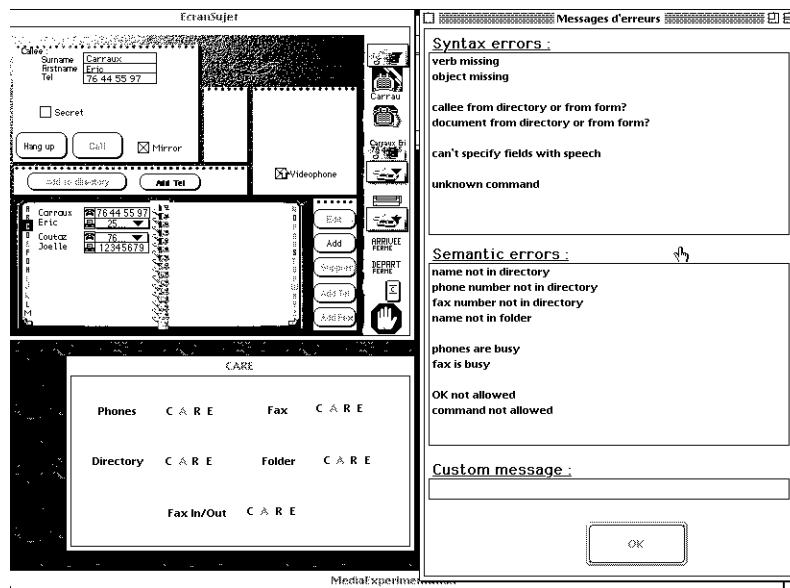 EcranSujet
Callee :
Surname Carraux
Firstname Eric
Tel 76 44 55 97
Secret
Hang up
Call
Mirror
Add to directory
Add Tel
Videophone
Carrau
Carraux Eri
Carraux
Eric
76 44 55 97
25...
Coutaz
Joelle
76...
12345679
Edit
Add
Suppress
Add Tel
Add Fax
ARRIVEE
FERME
DEPART
FERME
CARE
Phones C A R E
Fax C A R E
Directory C A R E
Folder C A R E
Fax In/Out C A R E
Messages d'erreurs
Syntax errors :
verb missing
object missing
callee from directory or from form?
document from directory or from form?
can't specify fields with speech
unknown command
Semantic errors :
name not in directory
phone number not in directory
fax number not in directory
name not in folder
phones are busy
fax is busy
OK not allowed
command not allowed
Custom message :
OK